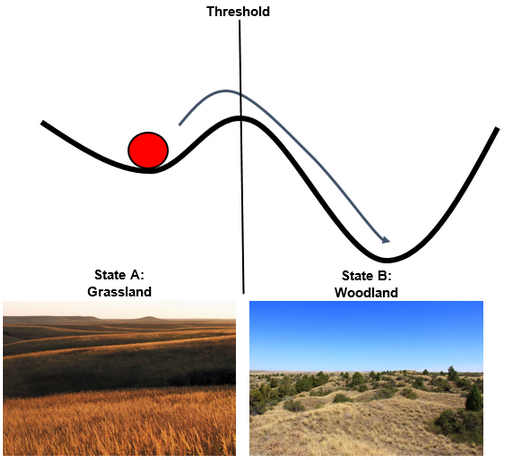 Threshold
State A:
Grassland
State B:
Woodland